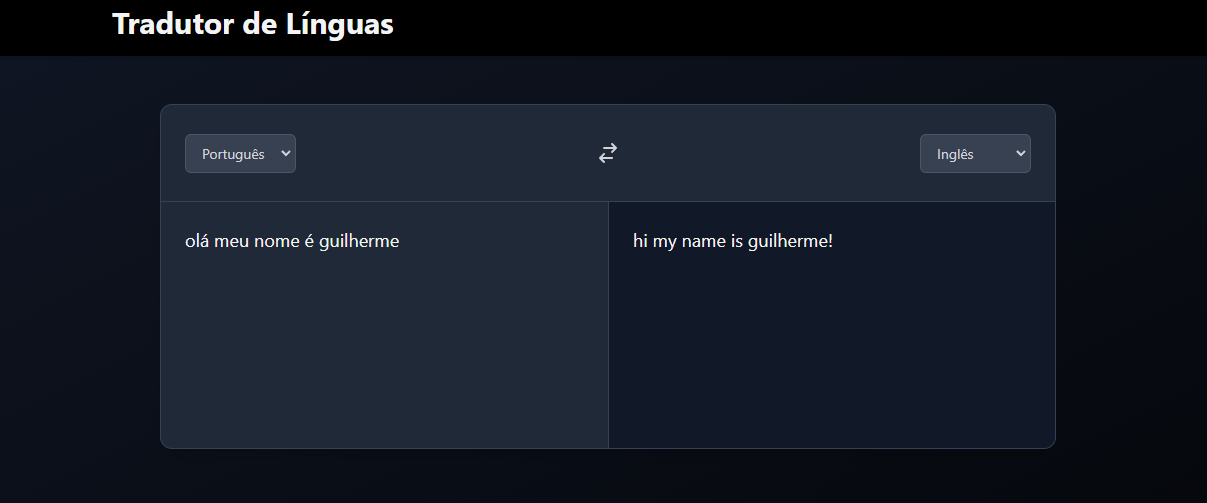 Tradutor de Línguas
Português
Inglês
olá meu nome é guilherme
hi my name is guilherme!